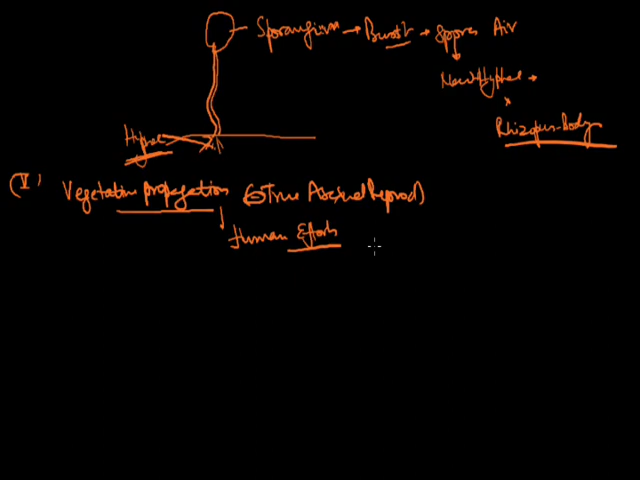 Sporangium → Burst → Spores Air
New Hyphae →
Rhizopus-Body
Hyphae
(V) Vegetative propagation (True Asexual Reprod)
Human Efforts